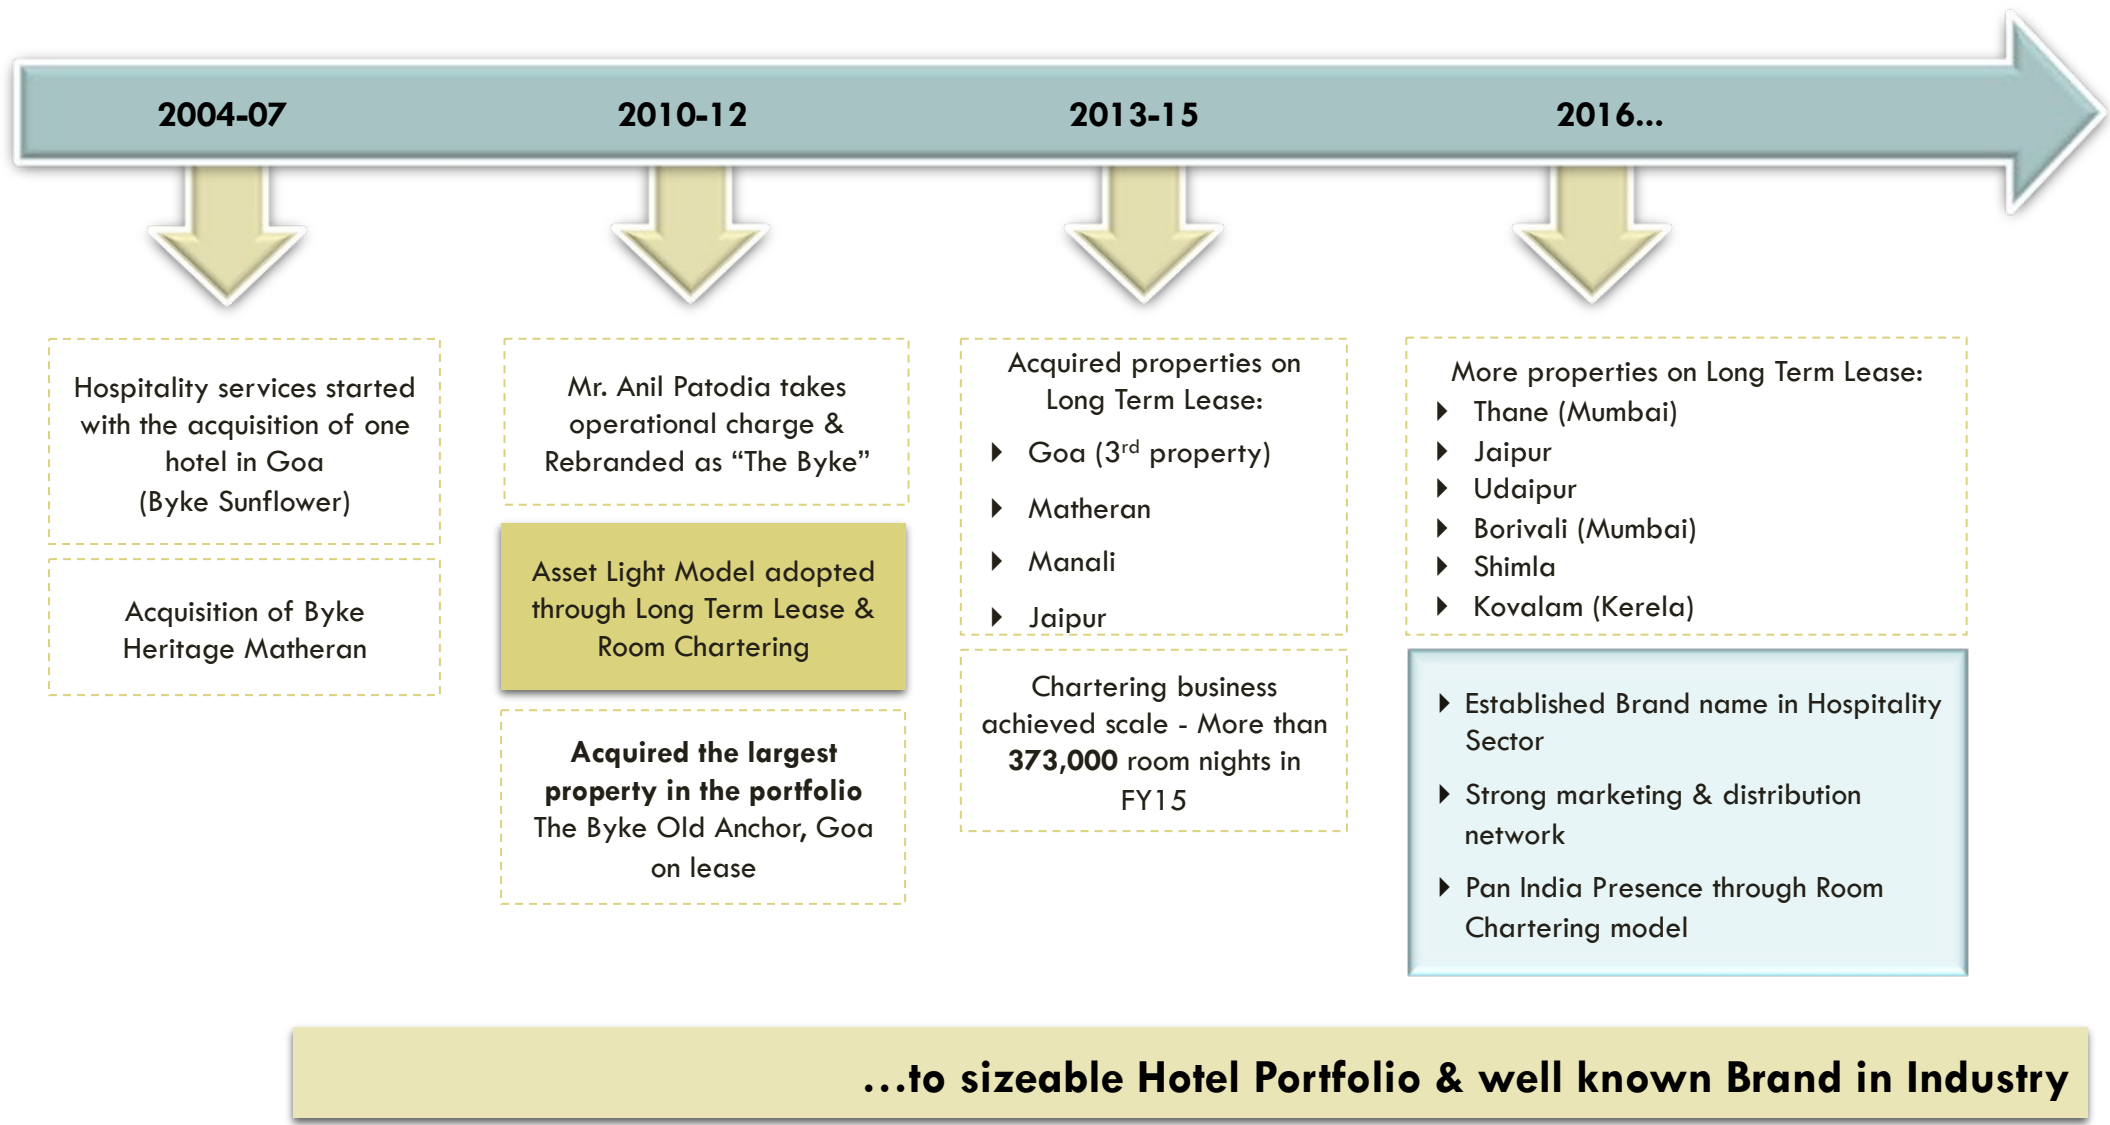 2004-07
2010-12
2013-15
2016...
Hospitality services started
with the acquisition of one
hotel in Goa
(Byke Sunflower)
Acquisition of Byke
Heritage Matheran
Mr. Anil Patodia takes
operational charge &
Rebranded as “The Byke”
Asset Light Model adopted
through Long Term Lease &
Room Chartering
Acquired the largest
property in the portfolio
The Byke Old Anchor, Goa
on lease
Acquired properties on
Long Term Lease:
Goa (3rd property)
Matheran
Manali
Jaipur
Chartering business
achieved scale - More than
373,000 room nights in
FY15
More properties on Long Term Lease:
Thane (Mumbai)
Jaipur
Udaipur
Borivali (Mumbai)
Shimla
Kovalam (Kerela)
Established Brand name in Hospitality
Sector
Strong marketing & distribution
network
Pan India Presence through Room
Chartering model
...to sizeable Hotel Portfolio & well known Brand in Industry